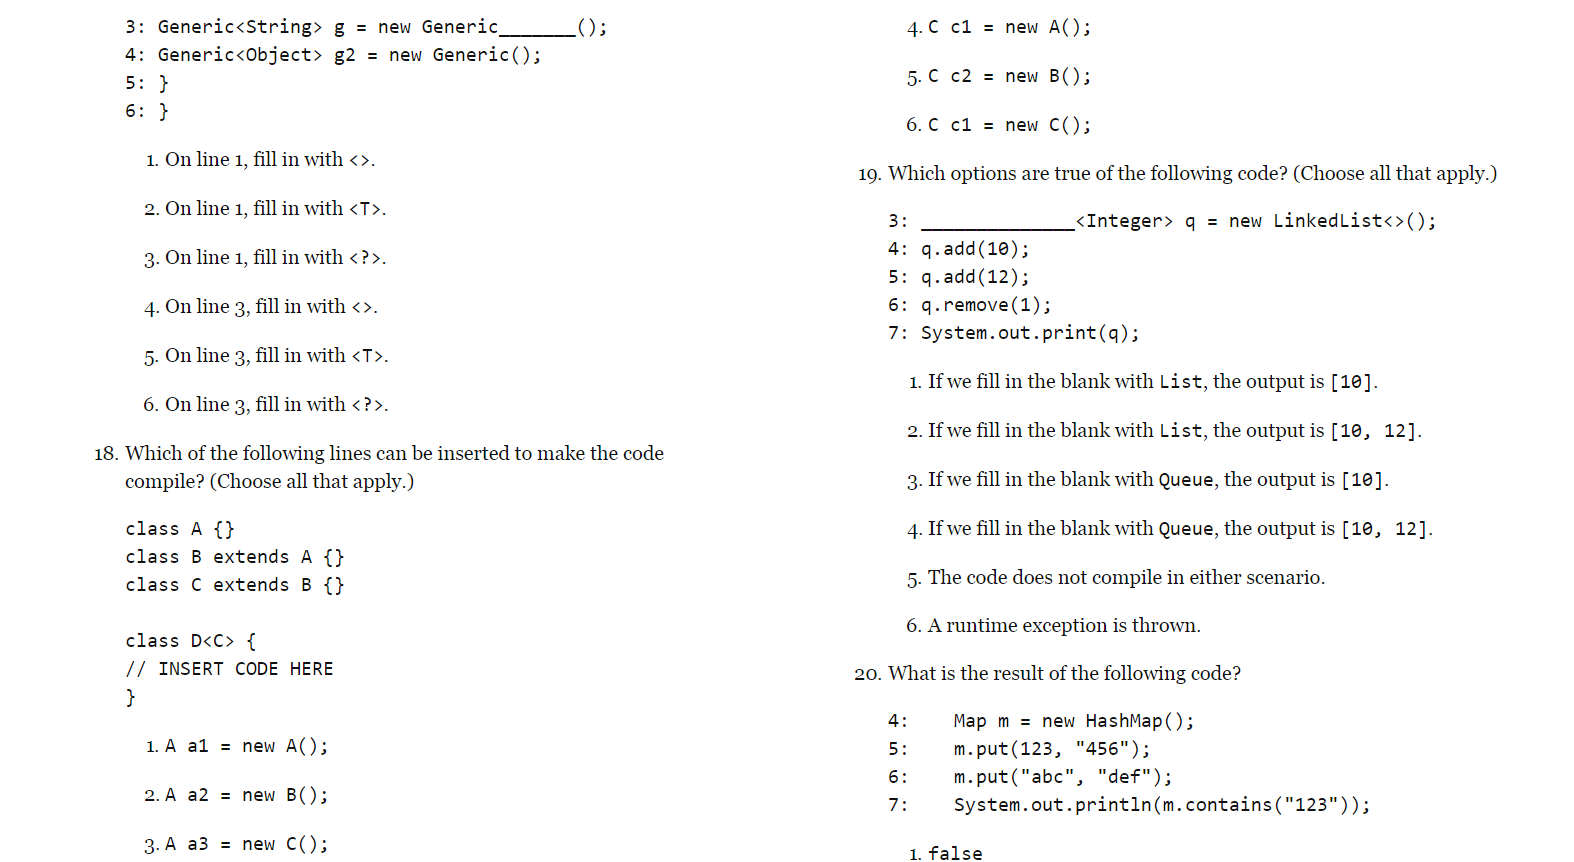 3: Generic<String> g = new Generic_______();
4: Generic<Object> g2 = new Generic();
5: }
6: }
1. On line 1, fill in with <>.
2. On line 1, fill in with <T>.
3. On line 1, fill in with <?>.
4. On line 3, fill in with <>.
5. On line 3, fill in with <T>.
6. On line 3, fill in with <?>.
18. Which of the following lines can be inserted to make the code
compile? (Choose all that apply.)
class A {}
class B extends A {}
class C extends B {}
class D<C> {
// INSERT CODE HERE
}
1. A a1 = new A();
2. A a2 = new B();
3. A a3 = new C();
4. C c1 = new A();
5. C c2 = new B();
6. C c1 = new C();
19. Which options are true of the following code? (Choose all that apply.)
3: ______________<Integer> q = new LinkedList<>();
4: q.add(10);
5: q.add(12);
6: q.remove(1);
7: System.out.print(q);
1. If we fill in the blank with List, the output is [10].
2. If we fill in the blank with List, the output is [10, 12].
3. If we fill in the blank with Queue, the output is [10].
4. If we fill in the blank with Queue, the output is [10, 12].
5. The code does not compile in either scenario.
6. A runtime exception is thrown.
20. What is the result of the following code?
4: Map m = new HashMap();
5: m.put(123, "456");
6: m.put("abc", "def");
7: System.out.println(m.contains("123"));
1. false